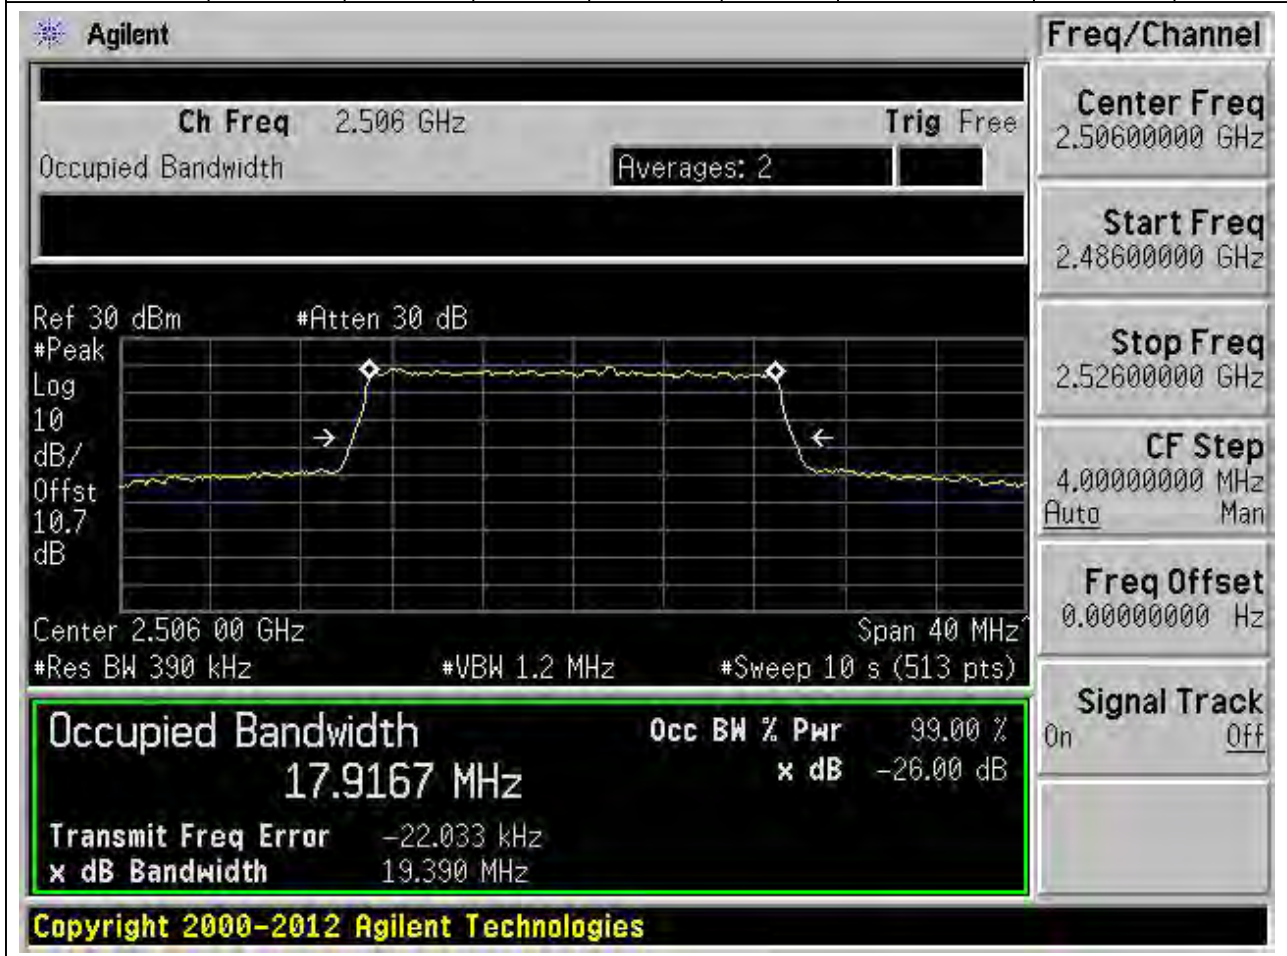 Agilent
Freq/Channel
Ch Freq 2.506 GHz Trig Free
Occupied Bandwidth Averages: 2
Center Freq
2.50600000 GHz
Start Freq
2.48600000 GHz
Stop Freq
2.52600000 GHz
CF Step
4.00000000 MHz
Auto Man
Freq Offset
0.00000000 Hz
Signal Track
On Off
Ref 30 dBm #Atten 30 dB
#Peak
Log
10
dB/
Offst
10.7
dB
Center 2.506 00 GHz Span 40 MHz^
#Res BW 390 kHz #VBW 1.2 MHz #Sweep 10 s (513 pts)
Occupied Bandwidth Occ BW % Pwr 99.00 %
17.9167 MHz x dB -26.00 dB
Transmit Freq Error -22.033 kHz
x dB Bandwidth 19.390 MHz
Copyright 2000-2012 Agilent Technologies